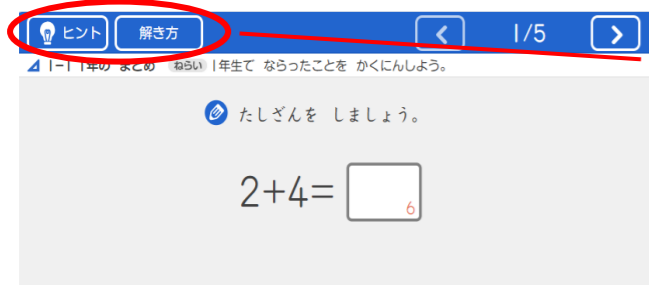 ヒント 解き方 1/5
1-1 1年の まとめ ねらい 1年生で ならったことを かくにんしよう。
たしざんを しましょう。
2+4= 6